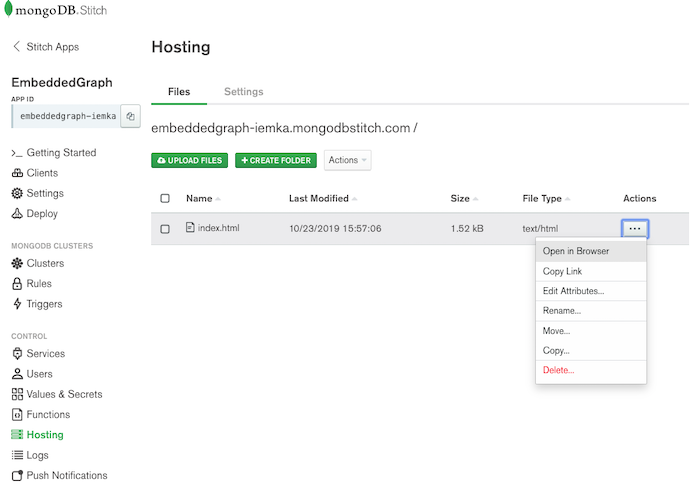 mongoDB.Stitch
Stitch Apps
EmbeddedGraph
APP ID
embeddedgraph-iemka
>_ Getting Started
Clients
Settings
Deploy
MONGODB CLUSTERS
Clusters
Rules
Triggers
CONTROL
Services
Users
Values & Secrets
Functions
Hosting
Logs
Push Notifications
Hosting
Files Settings
embeddedgraph-iemka.mongodbstitch.com /
UPLOAD FILES + CREATE FOLDER Actions
Name Last Modified Size File Type Actions
index.html 10/23/2019 15:57:06 1.52 kB text/html •••
Open in Browser
Copy Link
Edit Attributes...
Rename...
Move...
Copy...
Delete...